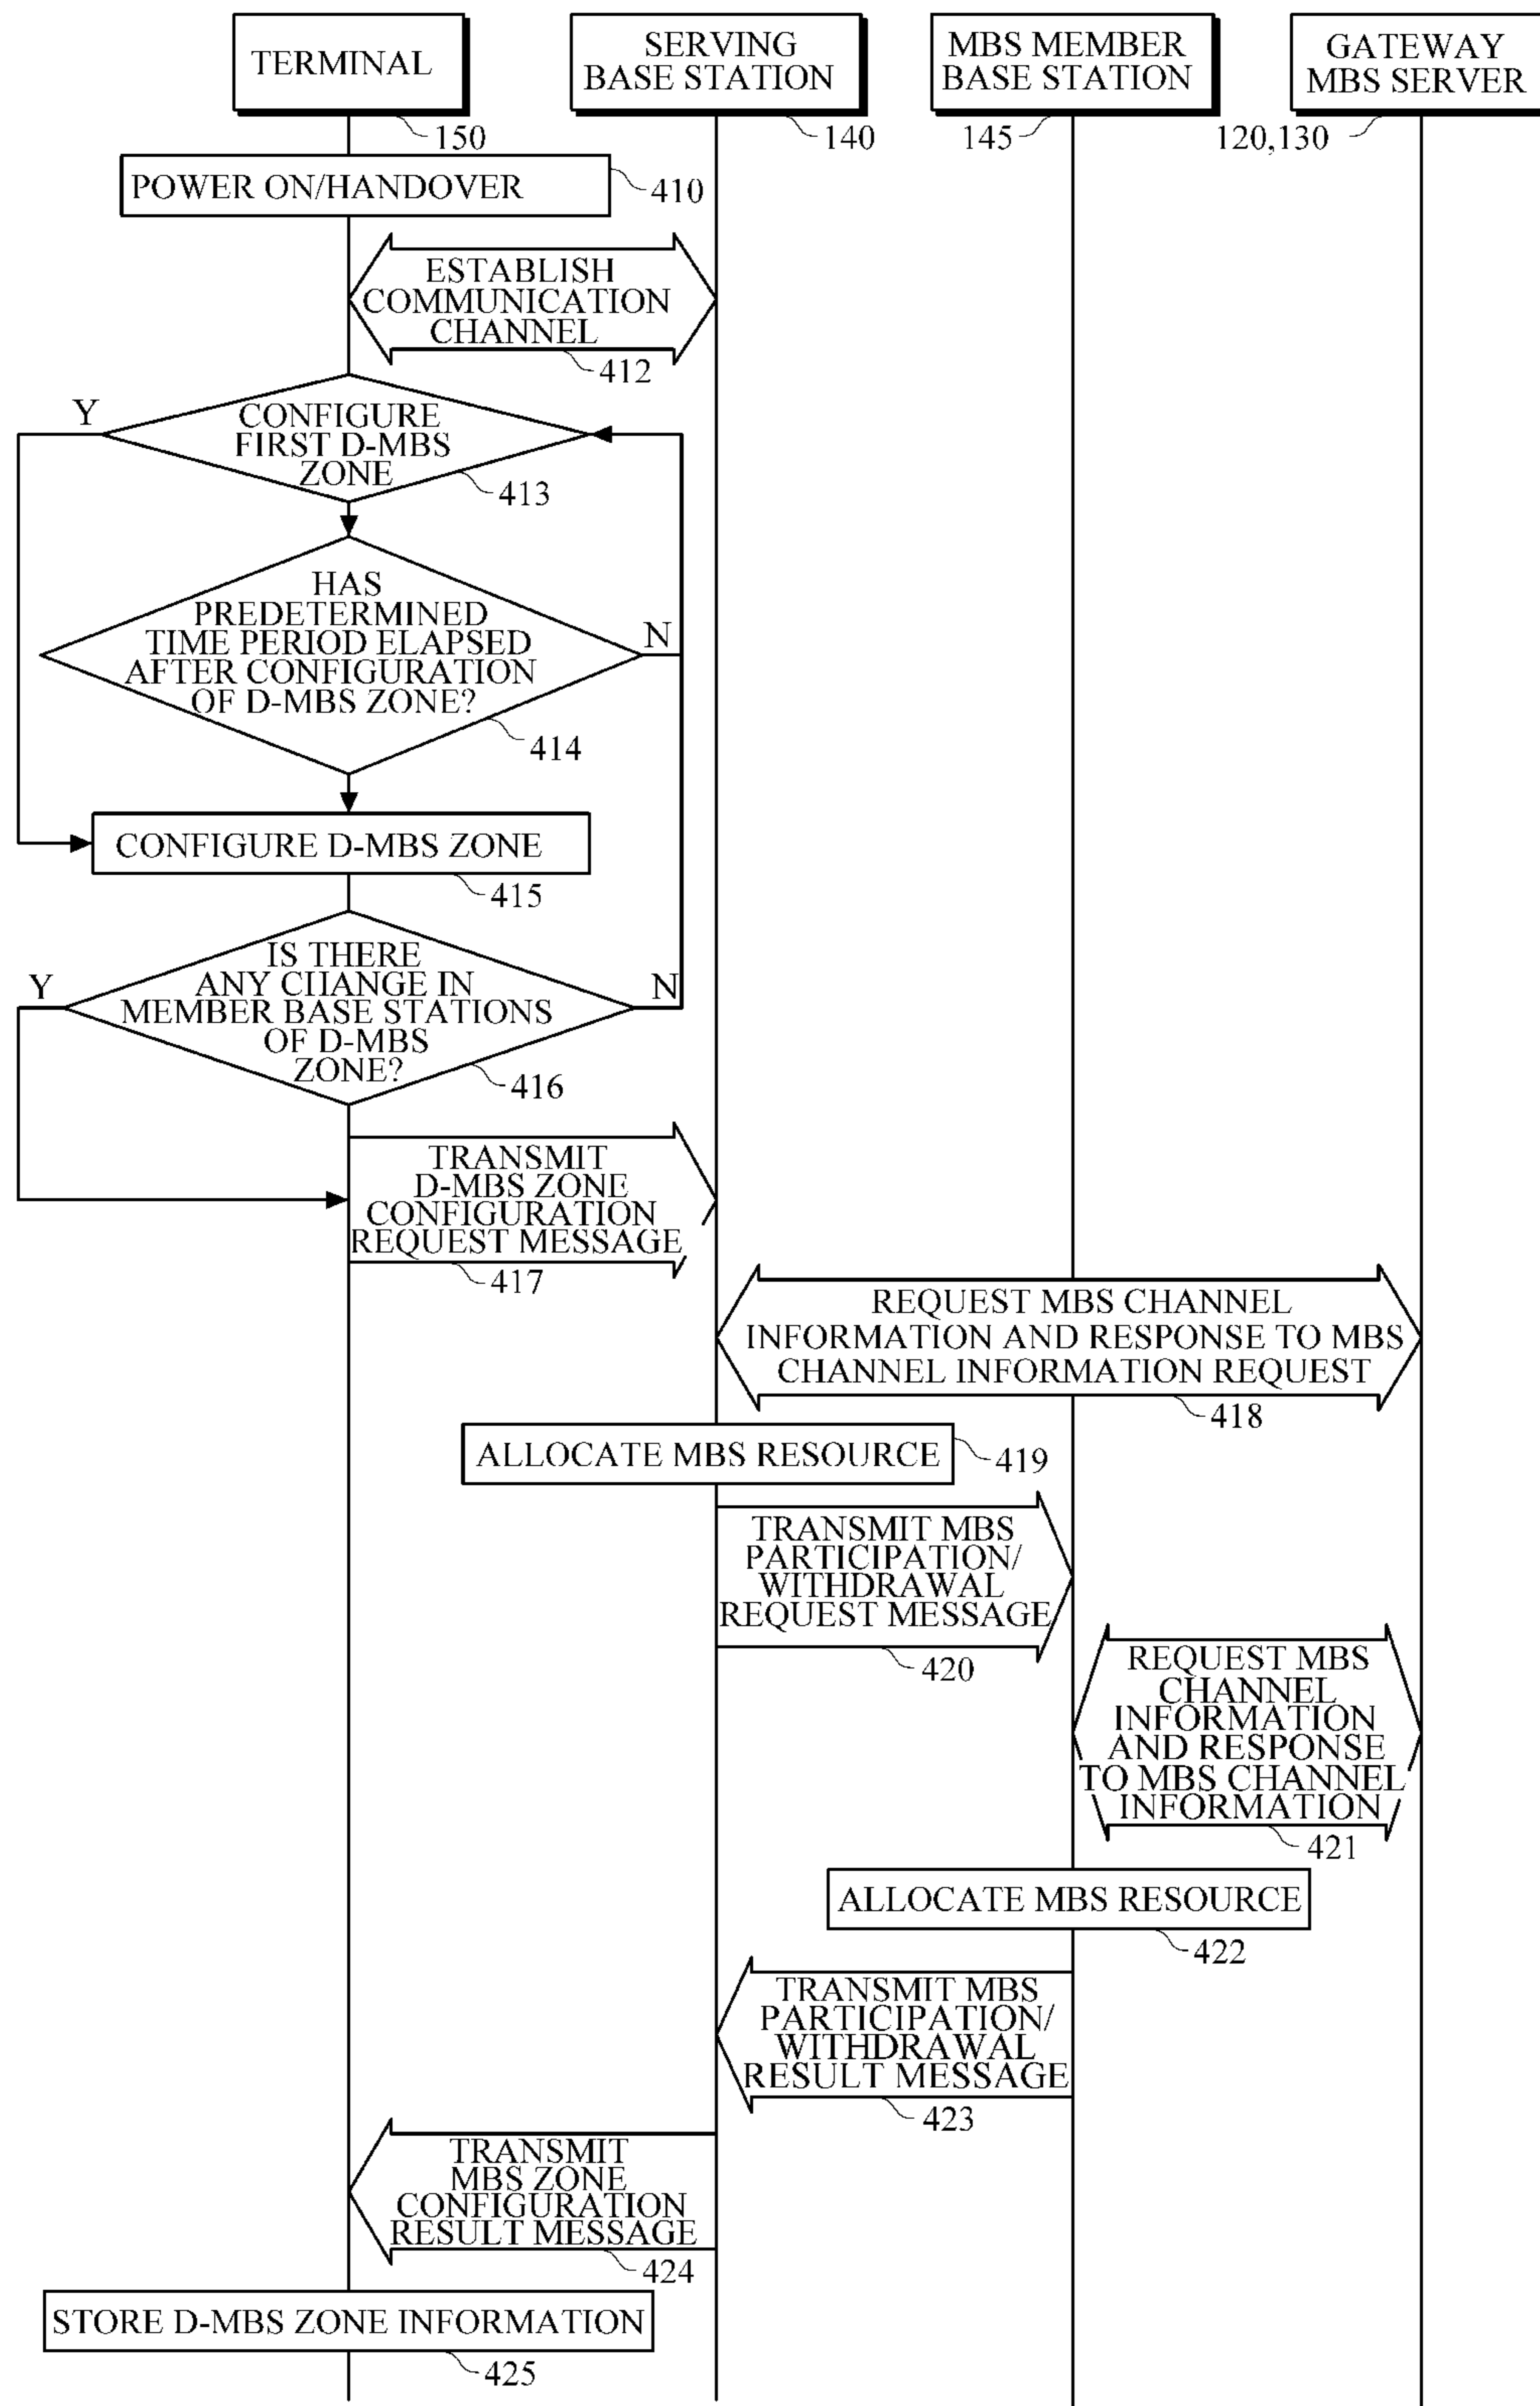 TERMINAL
SERVING
BASE STATION
MBS MEMBER
BASE STATION
GATEWAY
MBS SERVER
150
140
145
120,130
POWER ON/HANDOVER
410
ESTABLISH
COMMUNICATION
CHANNEL
412
Y
CONFIGURE
FIRST D-MBS
ZONE
413
HAS
PREDETERMINED
TIME PERIOD ELAPSED
AFTER CONFIGURATION
OF D-MBS ZONE?
N
414
CONFIGURE D-MBS ZONE
415
Y
IS THERE
ANY CHANGE IN
MEMBER BASE STATIONS
OF D-MBS
ZONE?
N
416
TRANSMIT
D-MBS ZONE
CONFIGURATION
REQUEST MESSAGE
417
REQUEST MBS CHANNEL
INFORMATION AND RESPONSE TO MBS
CHANNEL INFORMATION REQUEST
418
ALLOCATE MBS RESOURCE
419
TRANSMIT MBS
PARTICIPATION/
WITHDRAWAL
REQUEST MESSAGE
420
REQUEST MBS
CHANNEL
INFORMATION
AND RESPONSE
TO MBS CHANNEL
INFORMATION
421
ALLOCATE MBS RESOURCE
422
TRANSMIT MBS
PARTICIPATION/
WITHDRAWAL
RESULT MESSAGE
423
TRANSMIT
MBS ZONE
CONFIGURATION
RESULT MESSAGE
424
STORE D-MBS ZONE INFORMATION
425